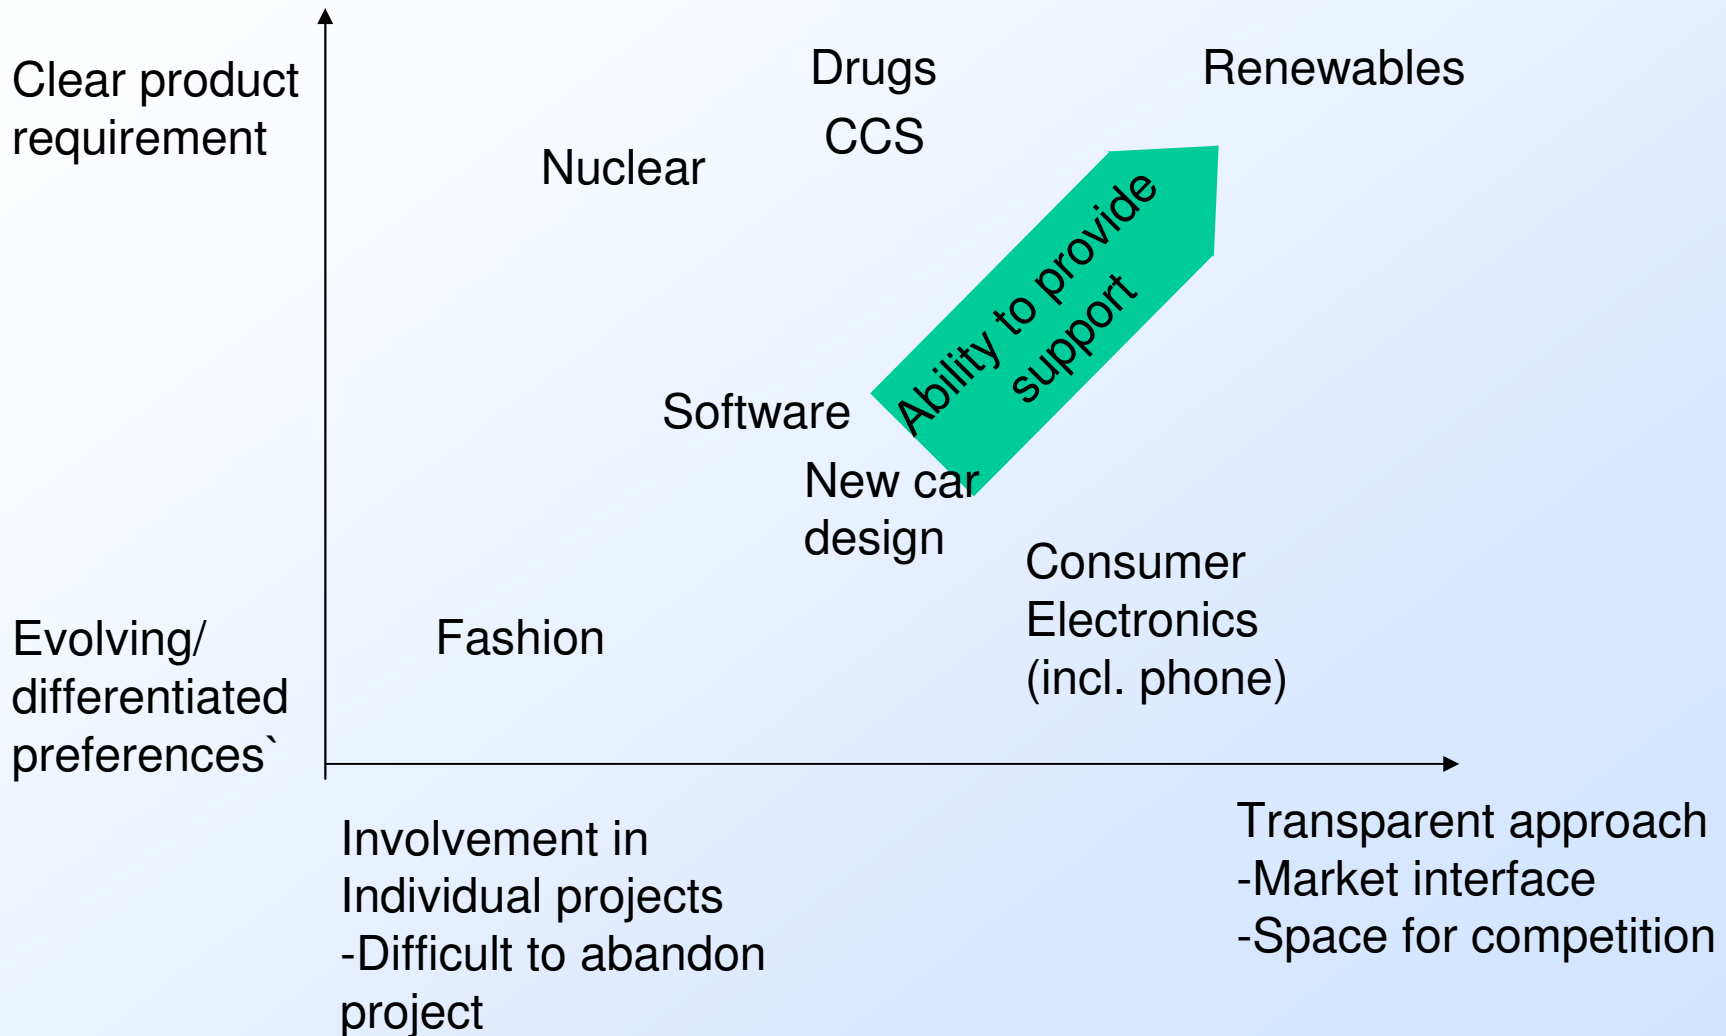 Clear product
requirement
Drugs
CCS
Renewables
Nuclear
Ability to provide
support
Software
New car
design
Consumer
Electronics
(incl. phone)
Fashion
Evolving/
differentiated
preferences`
Involvement in
Individual projects
-Difficult to abandon
project
Transparent approach
-Market interface
-Space for competition